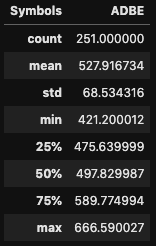 Symbols ADBE
count 251.000000
mean 527.916734
std 68.534316
min 421.200012
25% 475.639999
50% 497.829987
75% 589.774994
max 666.590027